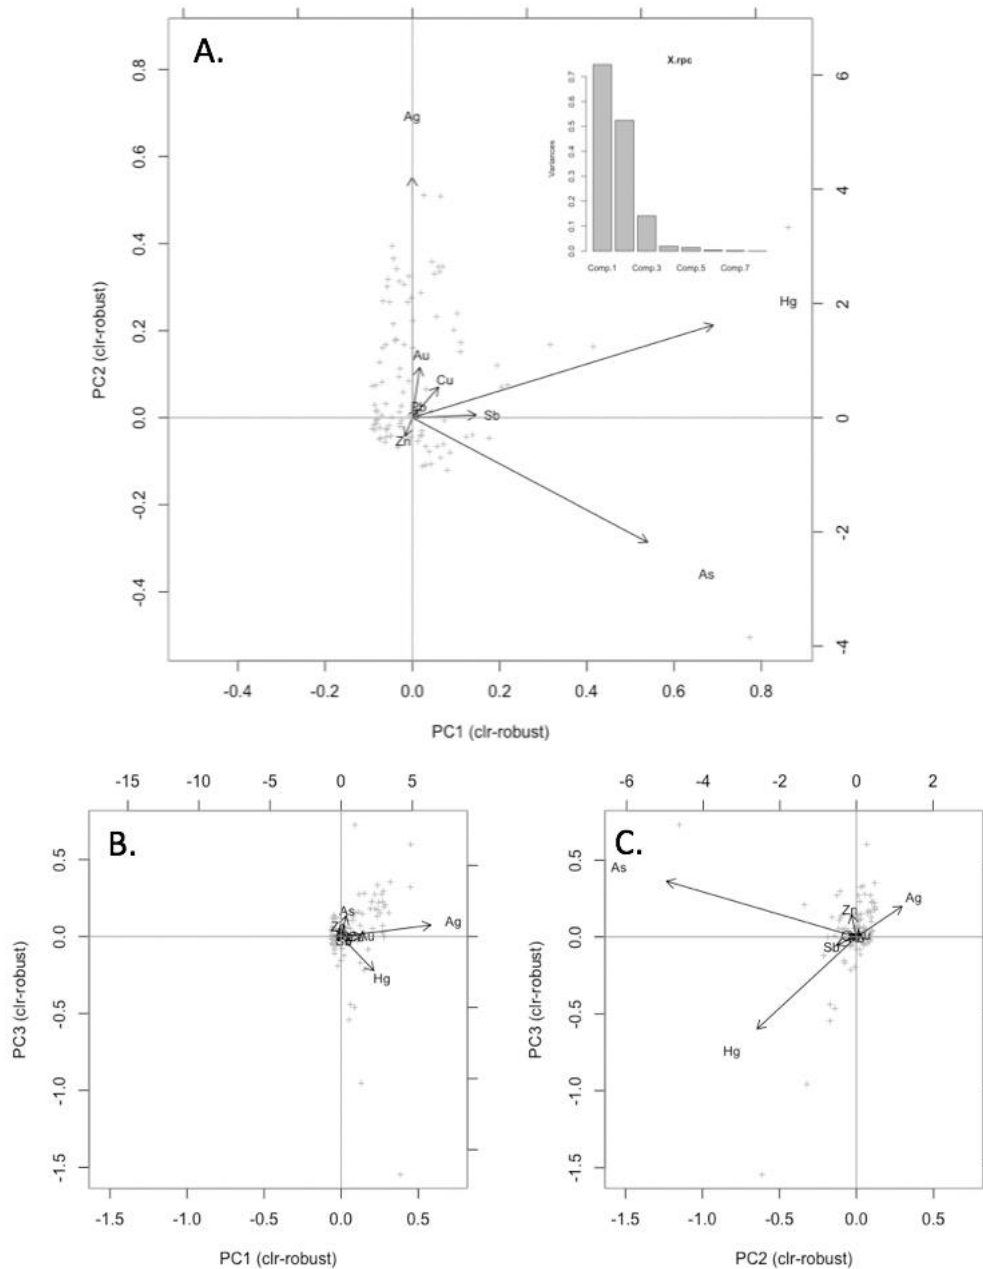 A.
X.rpc
Variances
0.7
0.6
0.5
0.4
0.3
0.2
0.1
0.0
Comp.1 Comp.3 Comp.5 Comp.7
Ag
Hg
Au
Cu
Pb
Sb
Zn
As
PC2 (clr-robust)
0.8
0.6
0.4
0.2
0.0
-0.2
-0.4
6
4
2
0
-2
-4
-0.4 -0.2 0.0 0.2 0.4 0.6 0.8
PC1 (clr-robust)
-15 -10 -5 0 5
B.
As
Ag
Au
Hg
PC3 (clr-robust)
0.5
0.0
-0.5
-1.0
-1.5
-1.5 -1.0 -0.5 0.0 0.5
PC1 (clr-robust)
-6 -4 -2 0 2
C.
As
Zn
Ag
Sb
Hg
PC3 (clr-robust)
0.5
0.0
-0.5
-1.0
-1.5
-1.5 -1.0 -0.5 0.0 0.5
PC2 (clr-robust)